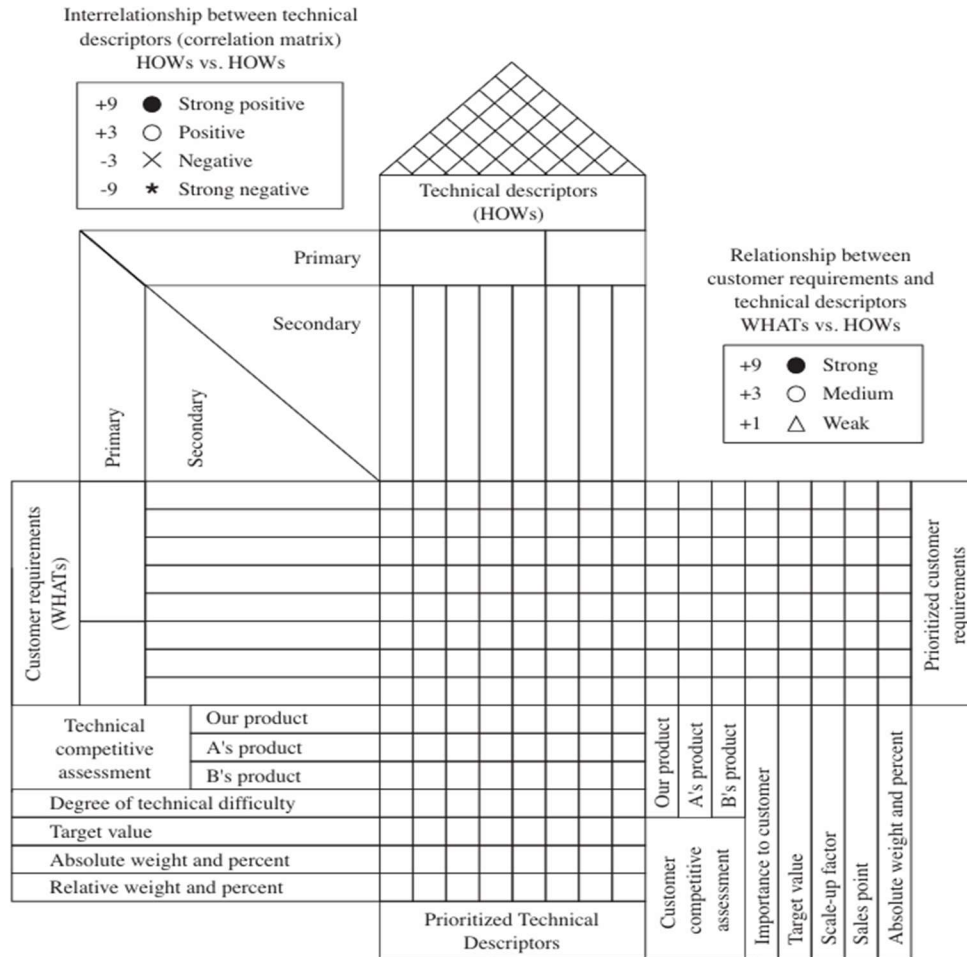 Interrelationship between technical
descriptors (correlation matrix)
HOWs vs. HOWs
+9 ● Strong positive
+3 ○ Positive
-3 × Negative
-9 * Strong negative
Technical descriptors
(HOWs)
Primary
Secondary
Relationship between
customer requirements and
technical descriptors
WHATs vs. HOWs
+9 ● Strong
+3 ○ Medium
+1 △ Weak
Primary
Secondary
Customer requirements
(WHATs)
Prioritized customer
requirements
Technical
competitive
assessment
Our product
A's product
B's product
Degree of technical difficulty
Target value
Absolute weight and percent
Relative weight and percent
Prioritized Technical
Descriptors
Our product
A's product
B's product
Customer
competitive
assessment
Importance to customer
Target value
Scale-up factor
Sales point
Absolute weight and percent